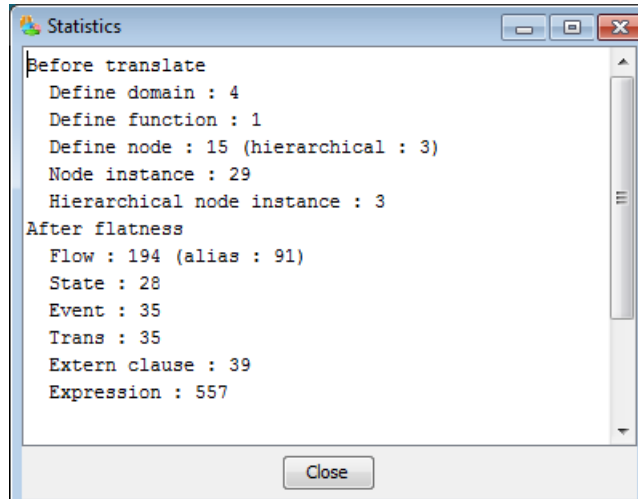 Statistics
Before translate
Define domain : 4
Define function : 1
Define node : 15 (hierarchical : 3)
Node instance : 29
Hierarchical node instance : 3
After flatness
Flow : 194 (alias : 91)
State : 28
Event : 35
Trans : 35
Extern clause : 39
Expression : 557
Close